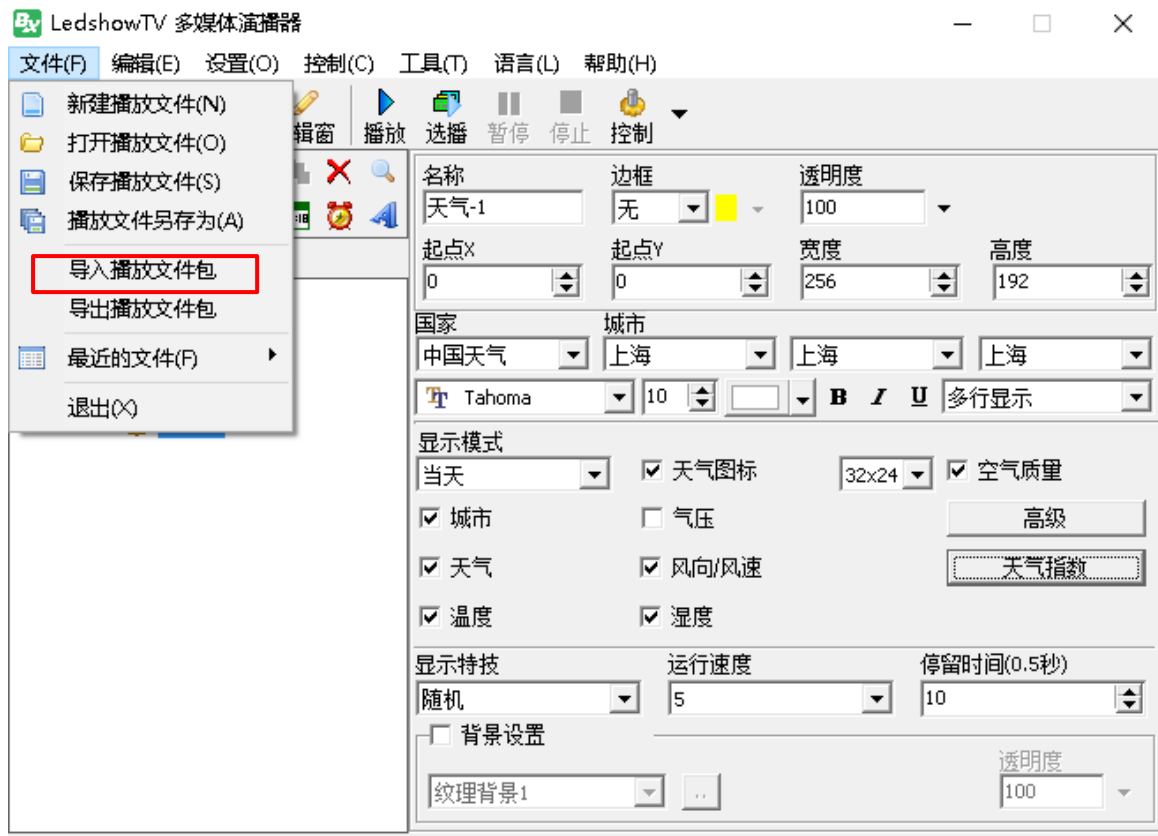 LedshowTV 多媒体演播器
文件(F) 编辑(E) 设置(O) 控制(C) 工具(T) 语言(L) 帮助(H)
新建播放文件(N)
打开播放文件(O)
保存播放文件(S)
播放文件另存为(A)
导入播放文件包
导出播放文件包
最近的文件(F)
退出(X)
辑窗 播放 选播 暂停 停止 控制
名称 边框 透明度
天气-1 无 100
起点X 起点Y 宽度 高度
0 0 256 192
国家 城市
中国天气 上海 上海 上海
Tahoma 10 B I U 多行显示
显示模式
当天 天气图标 32x24 空气质量
城市 气压 高级
天气 风向/风速 天气指数
温度 湿度
显示特技 运行速度 停留时间(0.5秒)
随机 5 10
背景设置
透明度
纹理背景1 .. 100